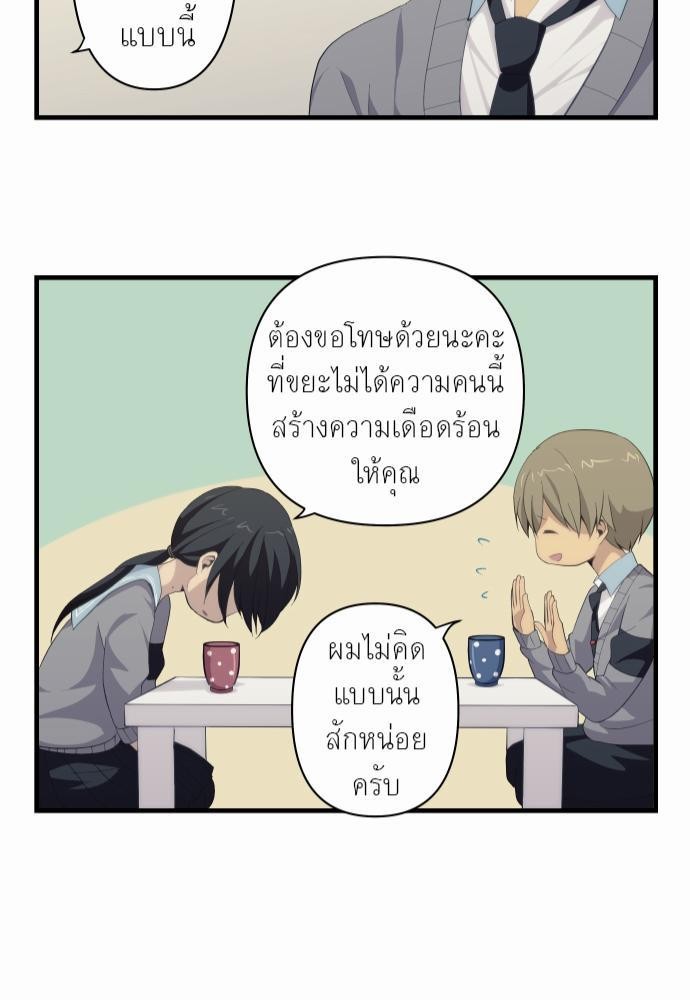 แบบนี้
ต้องขอโทษด้วยนะคะ
ที่ขยะไม่ได้ความคนนี้
สร้างความเดือดร้อน
ให้คุณ
ผมไม่คิด
แบบนั้น
สักหน่อย
ครับ